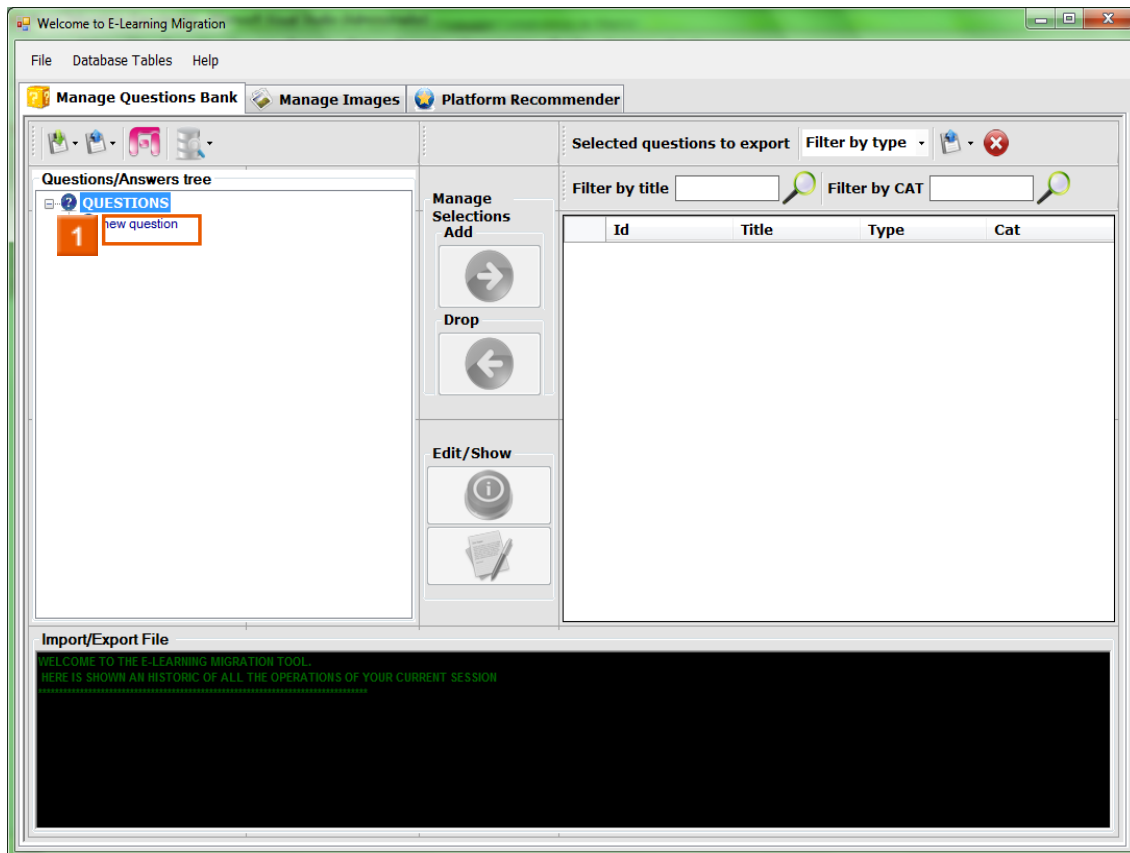 Welcome to E-Learning Migration
File Database Tables Help
Manage Questions Bank Manage Images Platform Recommender
Selected questions to export Filter by type
Questions/Answers tree
Filter by title Filter by CAT
QUESTIONS
new question
1
Manage
Selections
Add
Id Title Type Cat
Drop
Edit/Show
Import/Export File
WELCOME TO THE E-LEARNING MIGRATION TOOL.
HERE IS SHOWN AN HISTORIC OF ALL THE OPERATIONS OF YOUR CURRENT SESSION